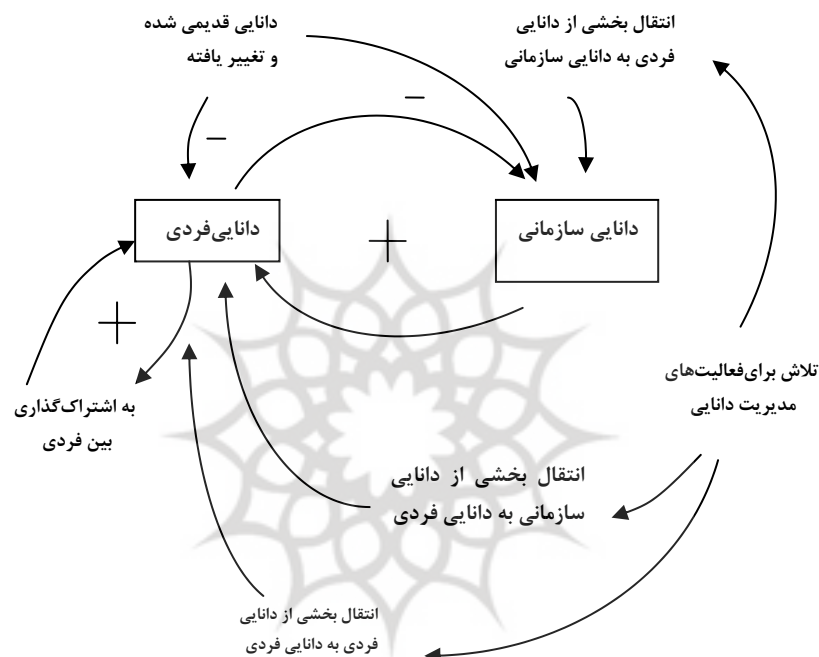 انتقال بخشی از دانایی
فردی به دانایی سازمانی
دانایی قدیمی شده
و تغییر یافته
–
–
دانایی سازمانی
دانایی‌فردی
+
+
تلاش برای‌فعالیت‌های
مدیریت دانایی
به اشتراک‌گذاری
بین فردی
انتقال بخشی از دانایی
سازمانی به دانایی فردی
انتقال بخشی از دانایی
فردی به دانایی فردی